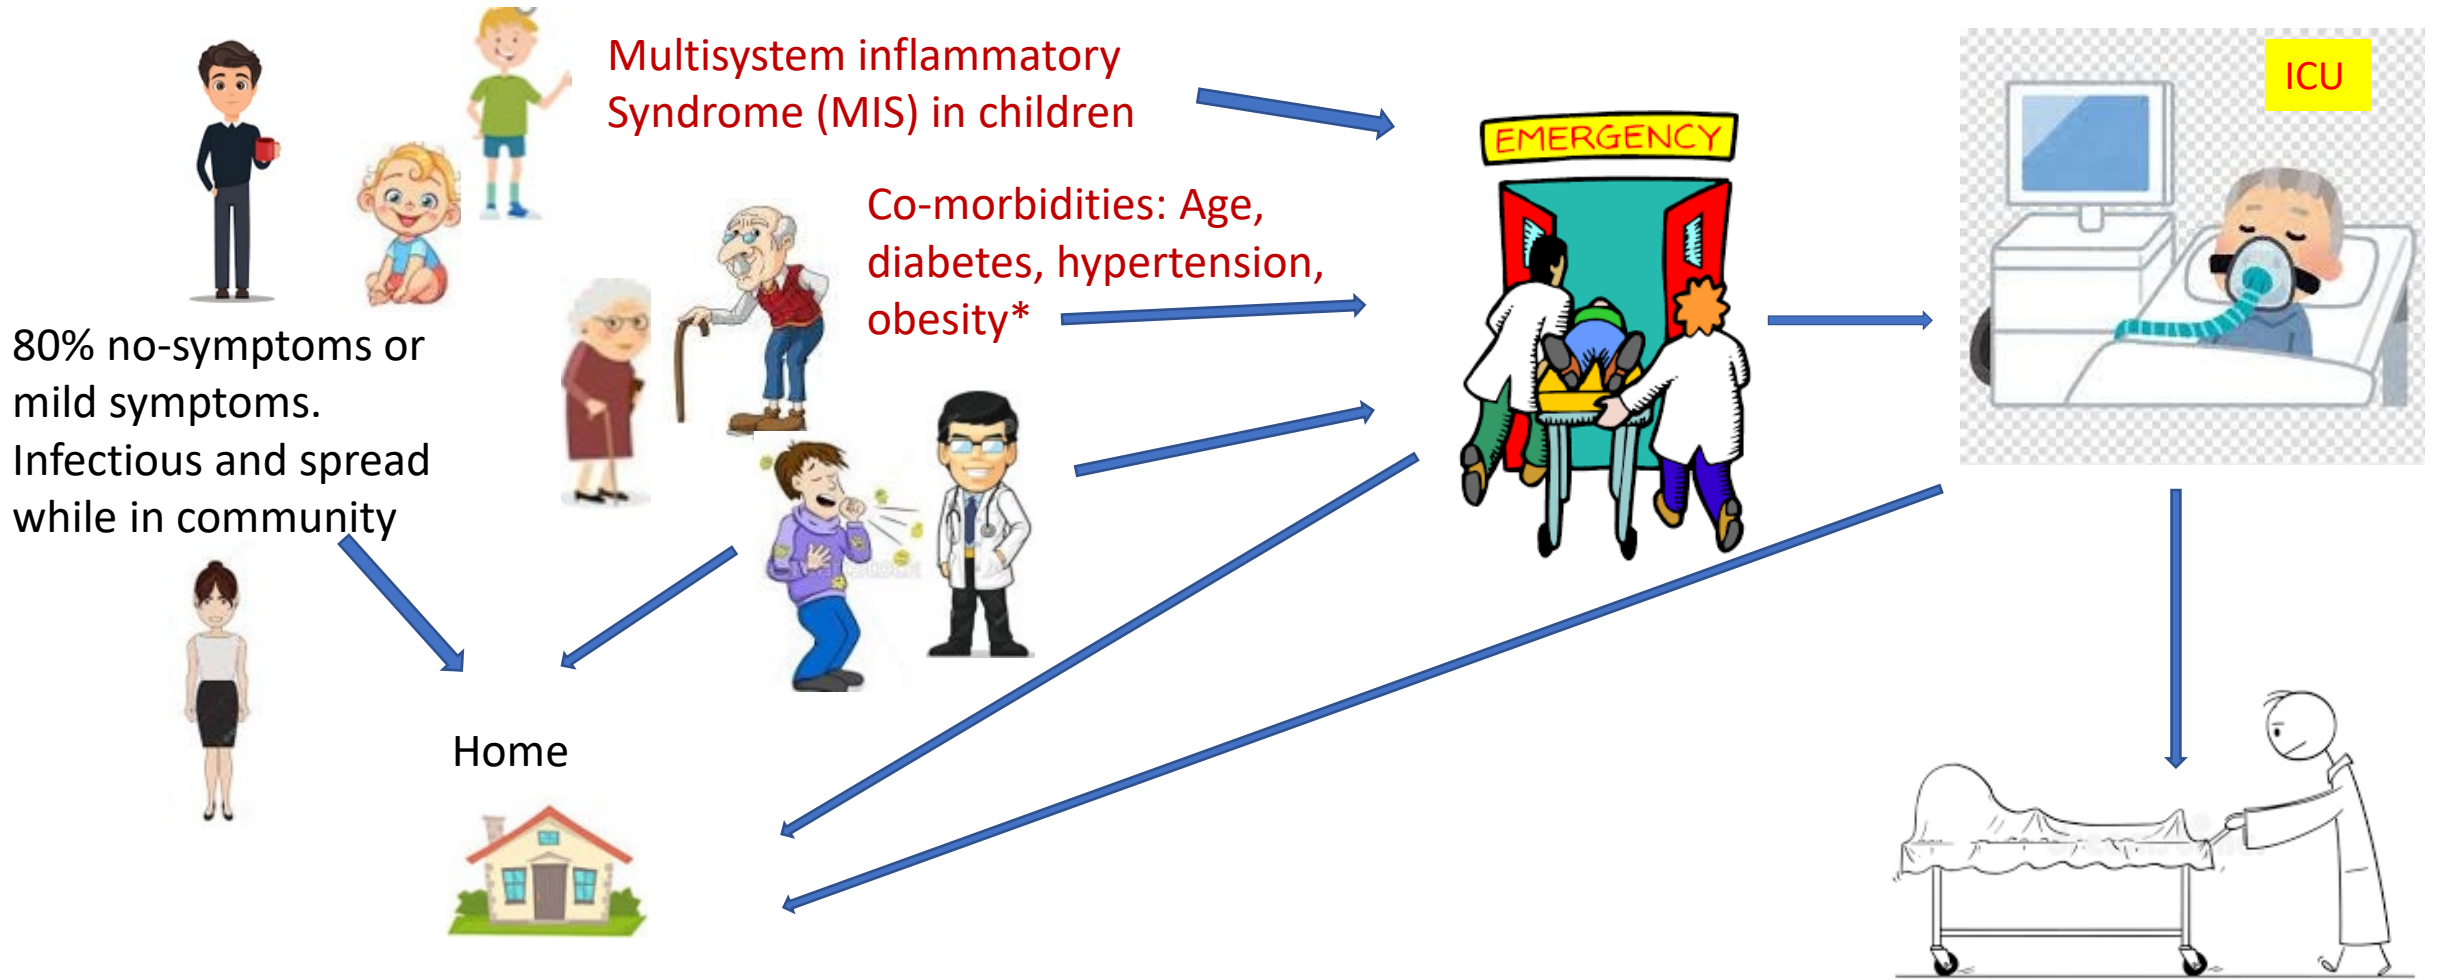 Multisystem inflammatory
Syndrome (MIS) in children
ICU
EMERGENCY
Co-morbidities: Age,
diabetes, hypertension,
obesity*
80% no-symptoms or
mild symptoms.
Infectious and spread
while in community
Home